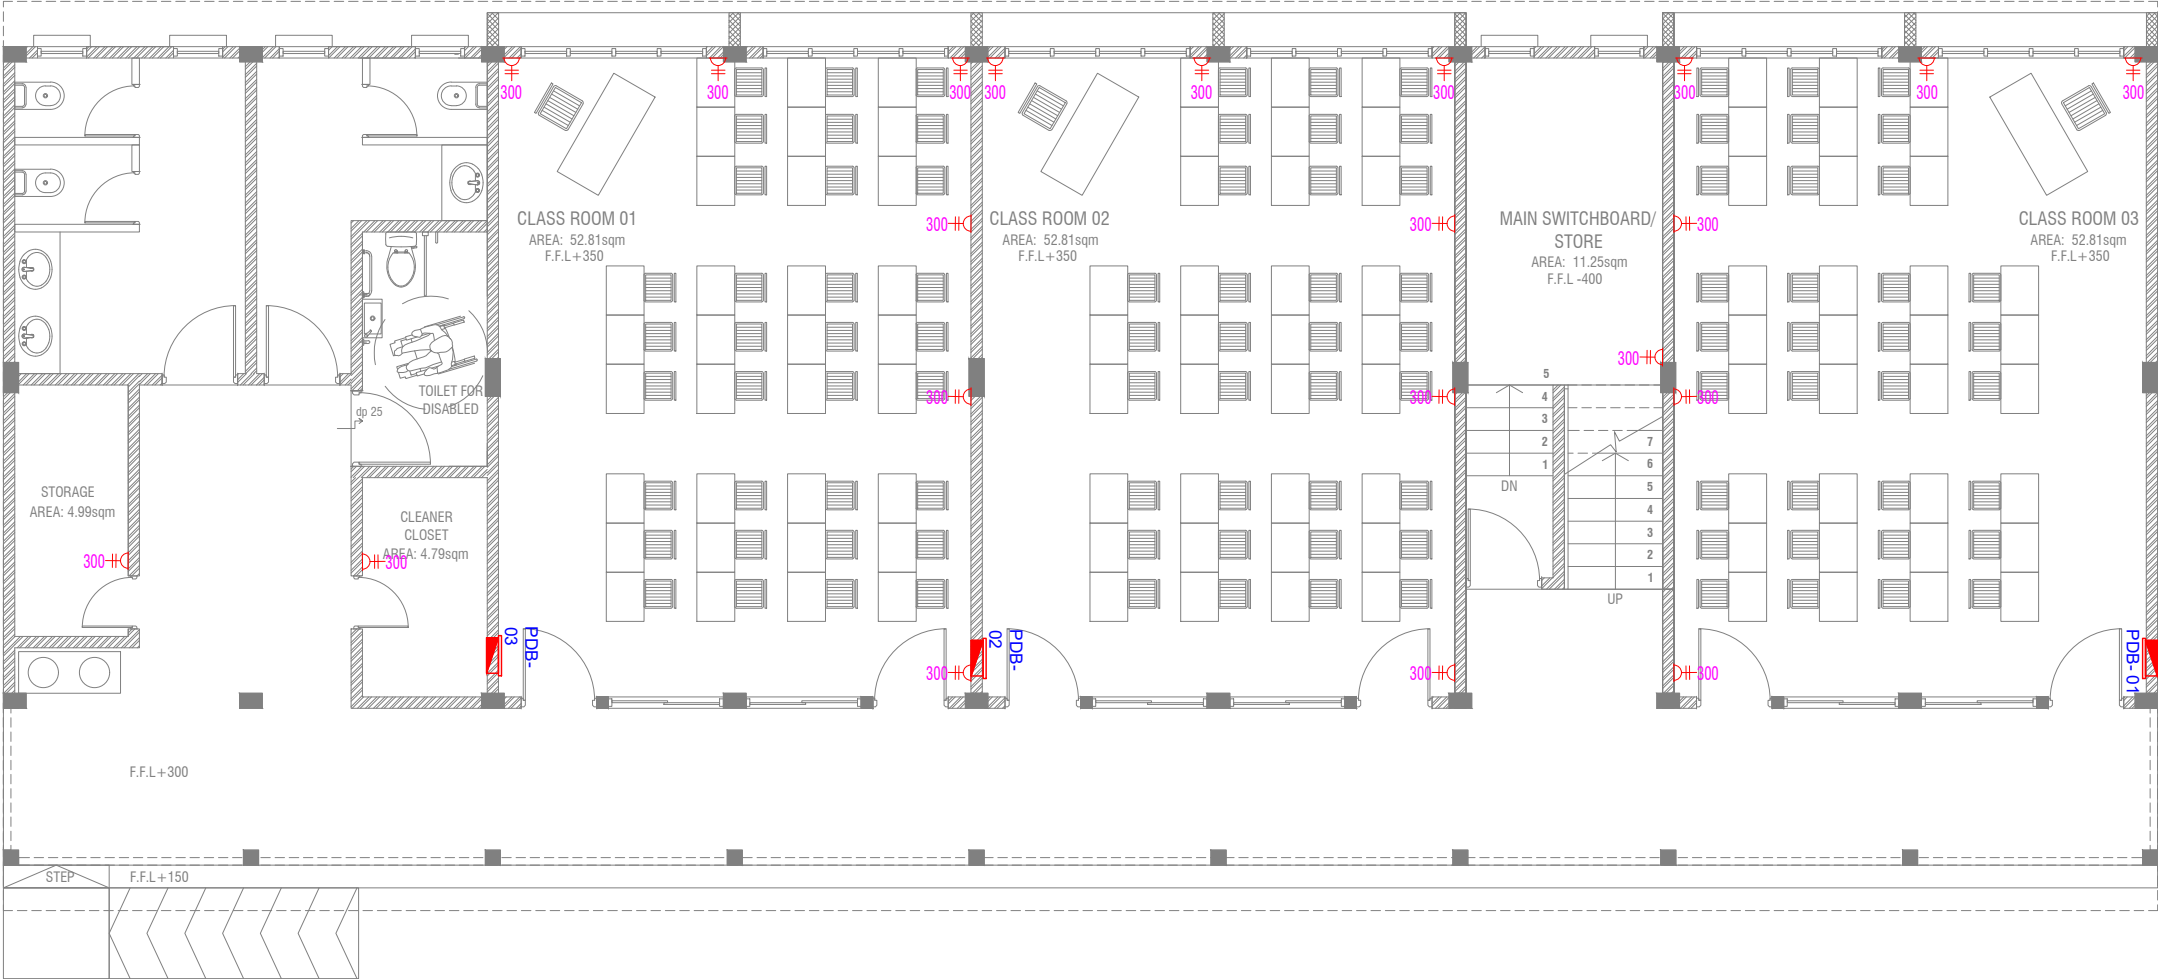 300
300
300
300
300
300
300
300
300
CLASS ROOM 01
AREA: 52.81sqm
F.F.L+350
300
CLASS ROOM 02
AREA: 52.81sqm
F.F.L+350
300
MAIN SWITCHBOARD/
STORE
AREA: 11.25sqm
F.F.L -400
300
CLASS ROOM 03
AREA: 52.81sqm
F.F.L+350
300
TOILET FOR
DISABLED
dp 25
300
300
300
5
4
3
2
1
DN
7
6
5
4
3
2
1
UP
STORAGE
AREA: 4.99sqm
300
CLEANER
CLOSET
AREA: 4.79sqm
300
PDB-
03
300
PDB-
02
300
300
PDB- 01
F.F.L+300
STEP
F.F.L+150